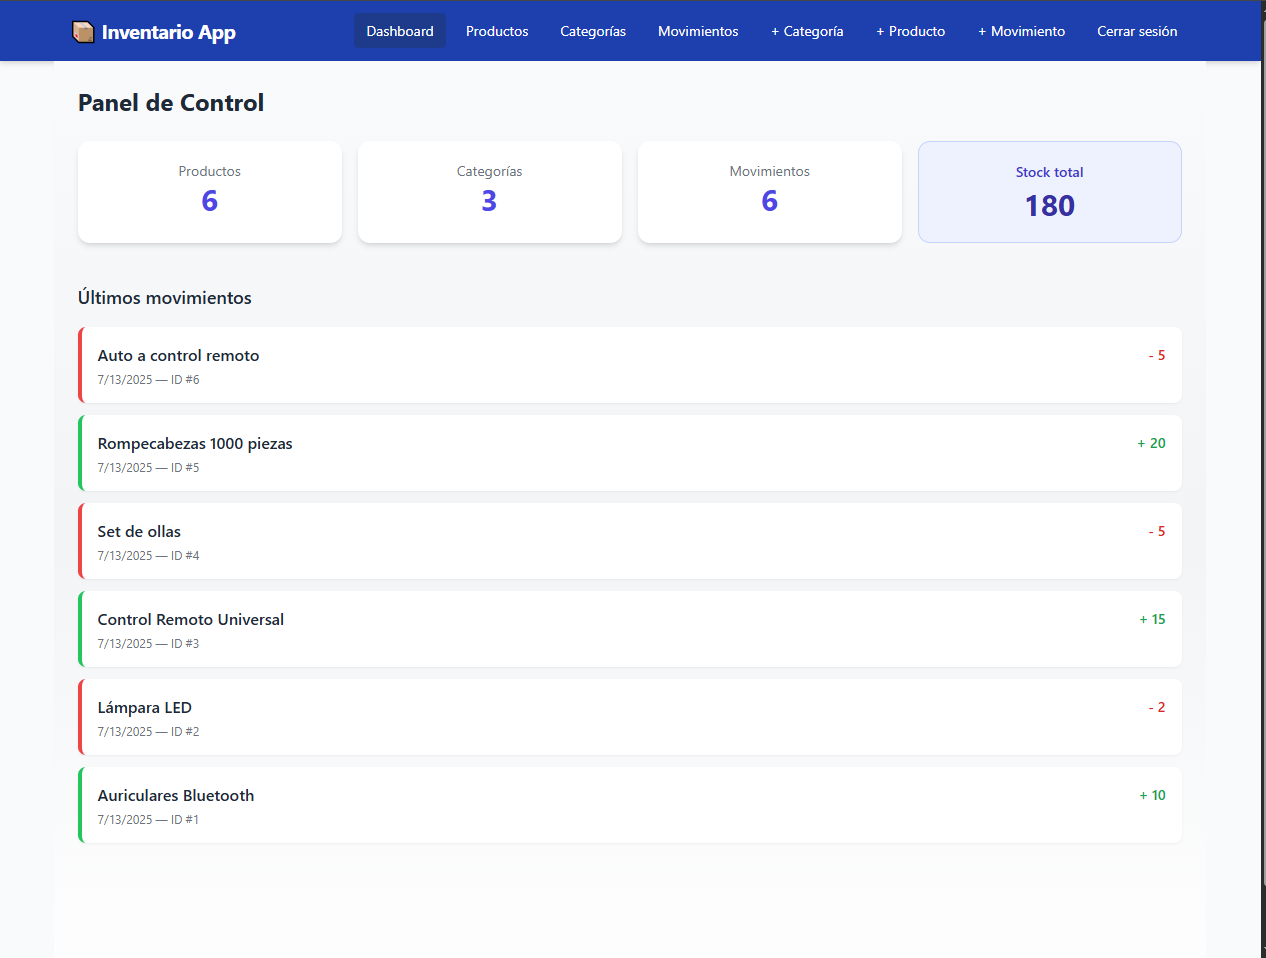 Inventario App
Dashboard
Productos
Categorías
Movimientos
+ Categoría
+ Producto
+ Movimiento
Cerrar sesión
Panel de Control
Productos
6
Categorías
3
Movimientos
6
Stock total
180
Últimos movimientos
Auto a control remoto
- 5
7/13/2025 — ID #6
Rompecabezas 1000 piezas
+ 20
7/13/2025 — ID #5
Set de ollas
- 5
7/13/2025 — ID #4
Control Remoto Universal
+ 15
7/13/2025 — ID #3
Lámpara LED
- 2
7/13/2025 — ID #2
Auriculares Bluetooth
+ 10
7/13/2025 — ID #1